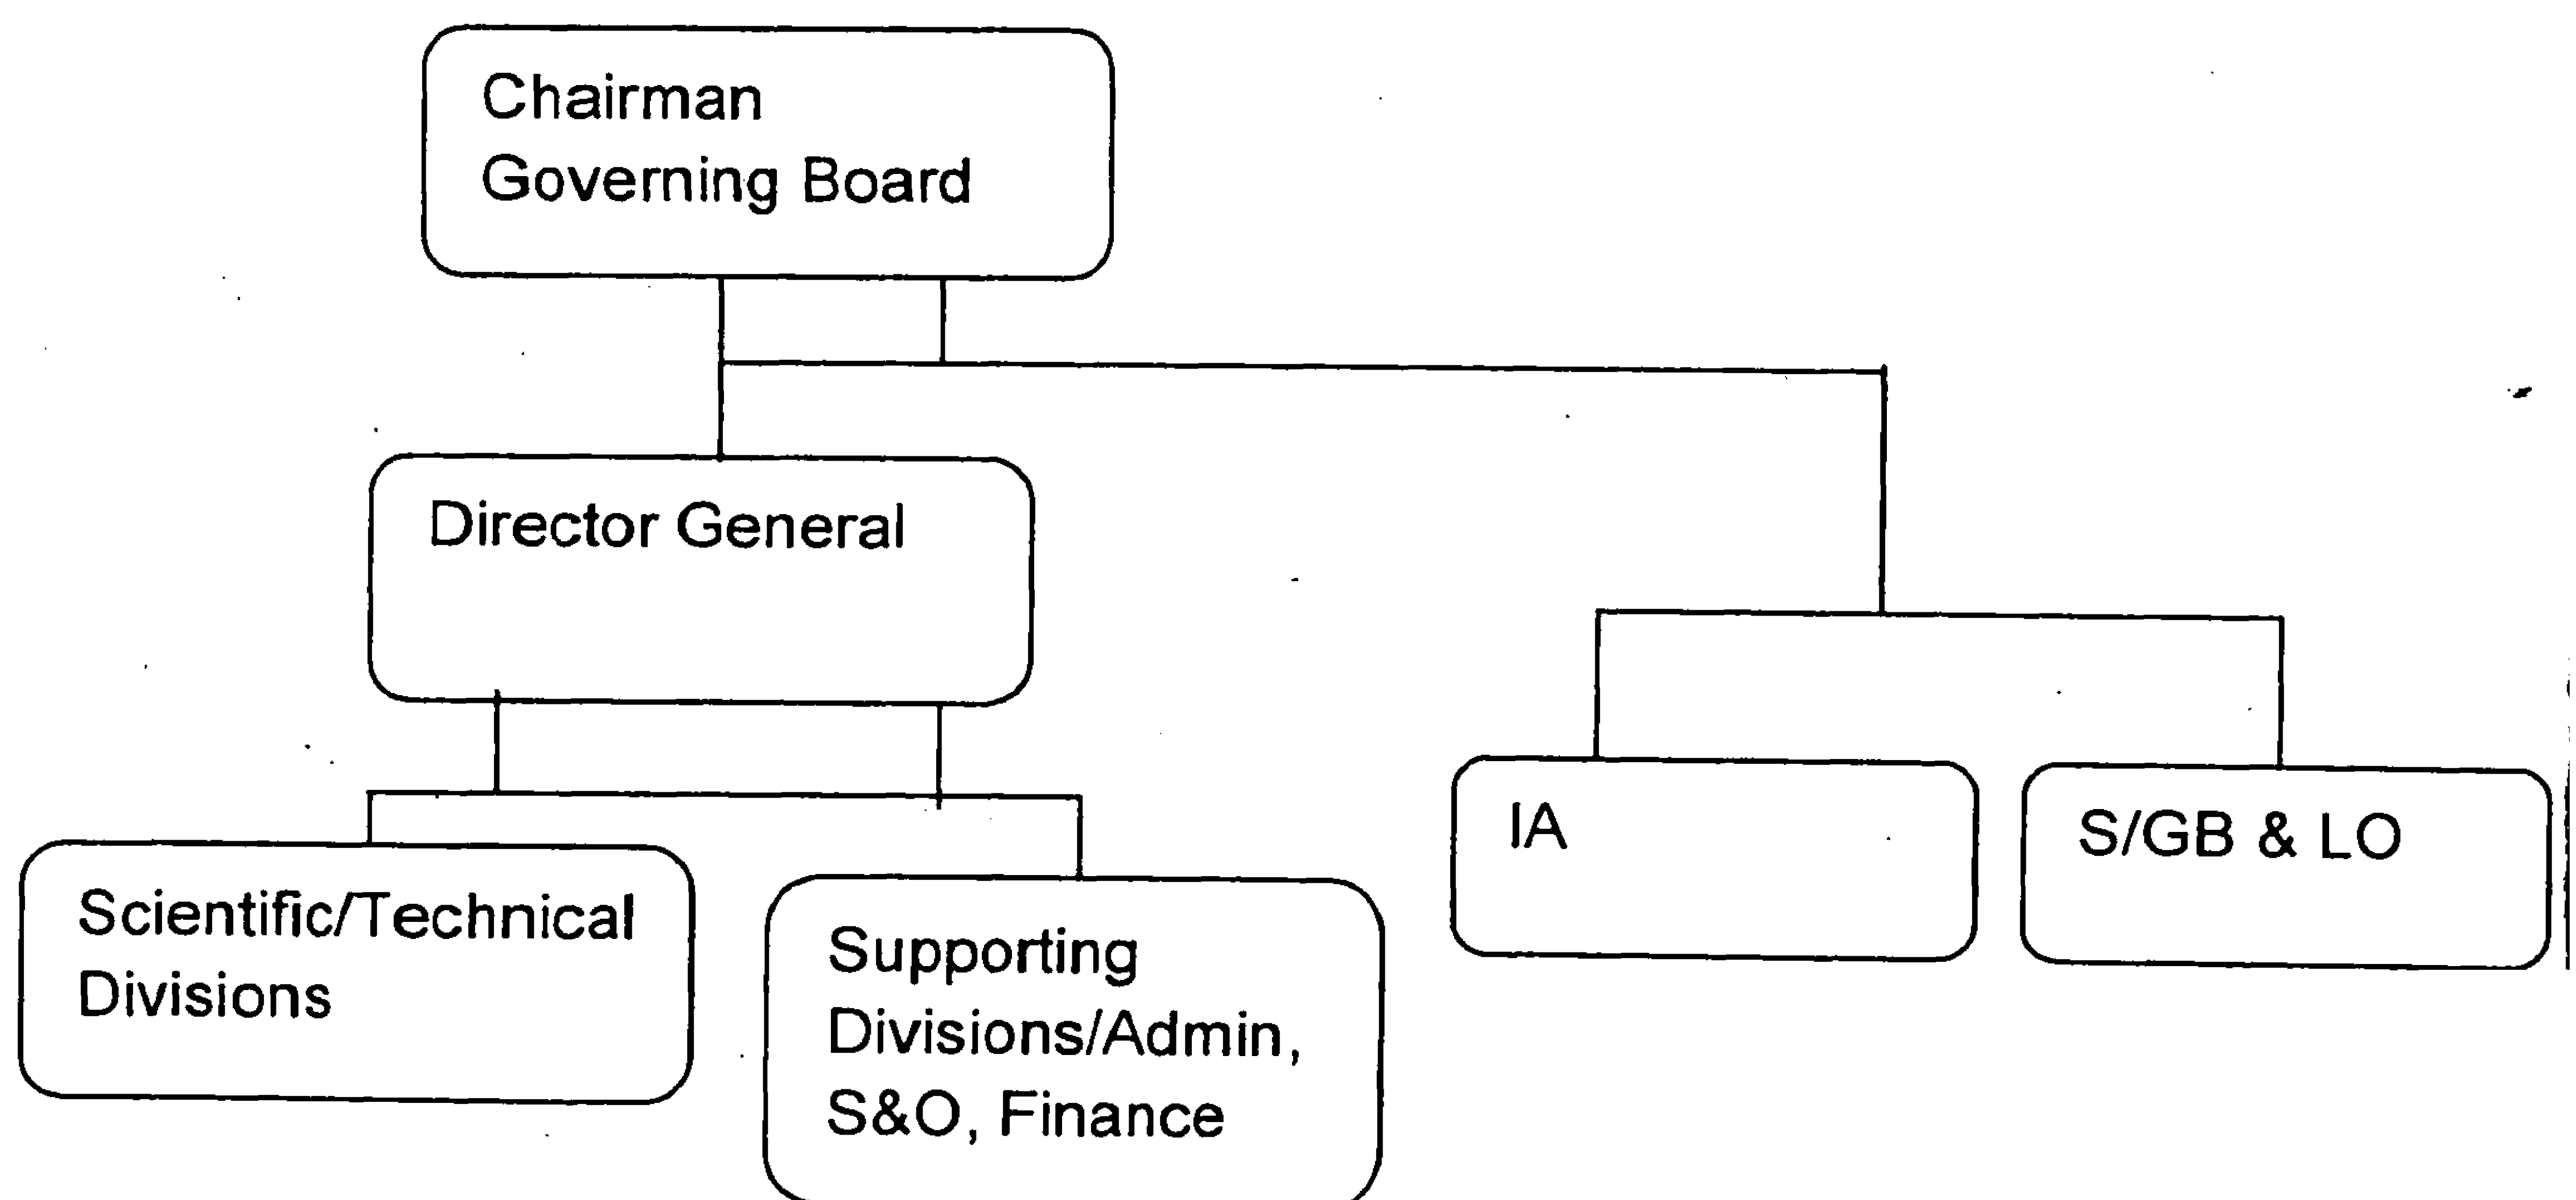 Chairman
Governing Board
Director General
IA
S/GB & LO
Scientific/Technical
Divisions
Supporting
Divisions/Admin,
S&O, Finance